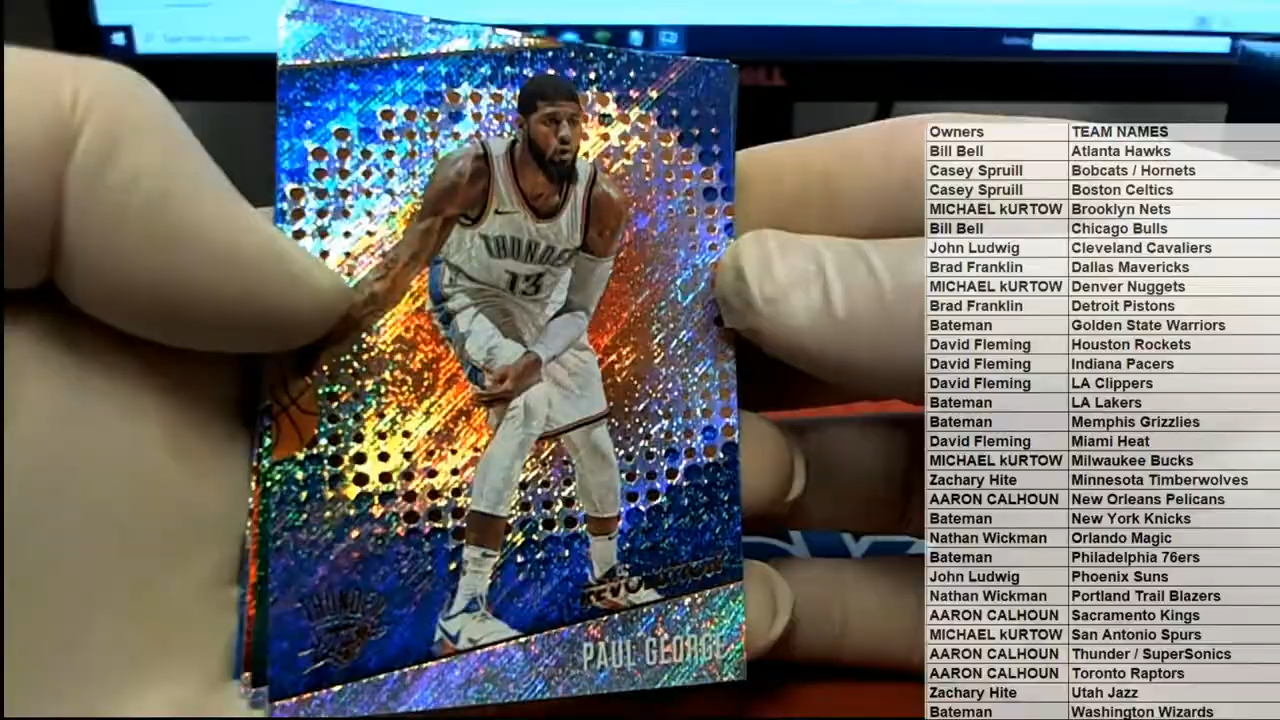 THUNDER
13
THUNDER
REVOLUTION
PAUL GEORGE
Owners TEAM NAMES
Bill Bell Atlanta Hawks
Casey Spruill Bobcats / Hornets
Casey Spruill Boston Celtics
MICHAEL kURTOW Brooklyn Nets
Bill Bell Chicago Bulls
John Ludwig Cleveland Cavaliers
Brad Franklin Dallas Mavericks
MICHAEL kURTOW Denver Nuggets
Brad Franklin Detroit Pistons
Bateman Golden State Warriors
David Fleming Houston Rockets
David Fleming Indiana Pacers
David Fleming LA Clippers
Bateman LA Lakers
Bateman Memphis Grizzlies
David Fleming Miami Heat
MICHAEL kURTOW Milwaukee Bucks
Zachary Hite Minnesota Timberwolves
AARON CALHOUN New Orleans Pelicans
Bateman New York Knicks
Nathan Wickman Orlando Magic
Bateman Philadelphia 76ers
John Ludwig Phoenix Suns
Nathan Wickman Portland Trail Blazers
AARON CALHOUN Sacramento Kings
MICHAEL kURTOW San Antonio Spurs
AARON CALHOUN Thunder / SuperSonics
AARON CALHOUN Toronto Raptors
Zachary Hite Utah Jazz
Bateman Washington Wizards